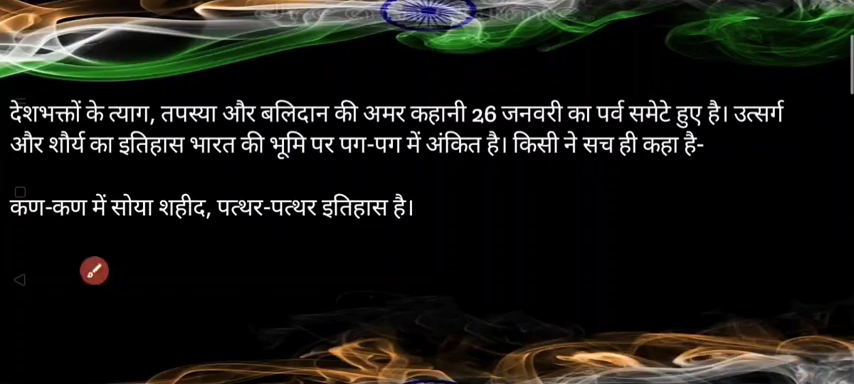 देशभक्तों के त्याग, तपस्या और बलिदान की अमर कहानी 26 जनवरी का पर्व समेटे हुए है। उत्सर्ग
और शौर्य का इतिहास भारत की भूमि पर पग-पग में अंकित है। किसी ने सच ही कहा है-
कण-कण में सोया शहीद, पत्थर-पत्थर इतिहास है।